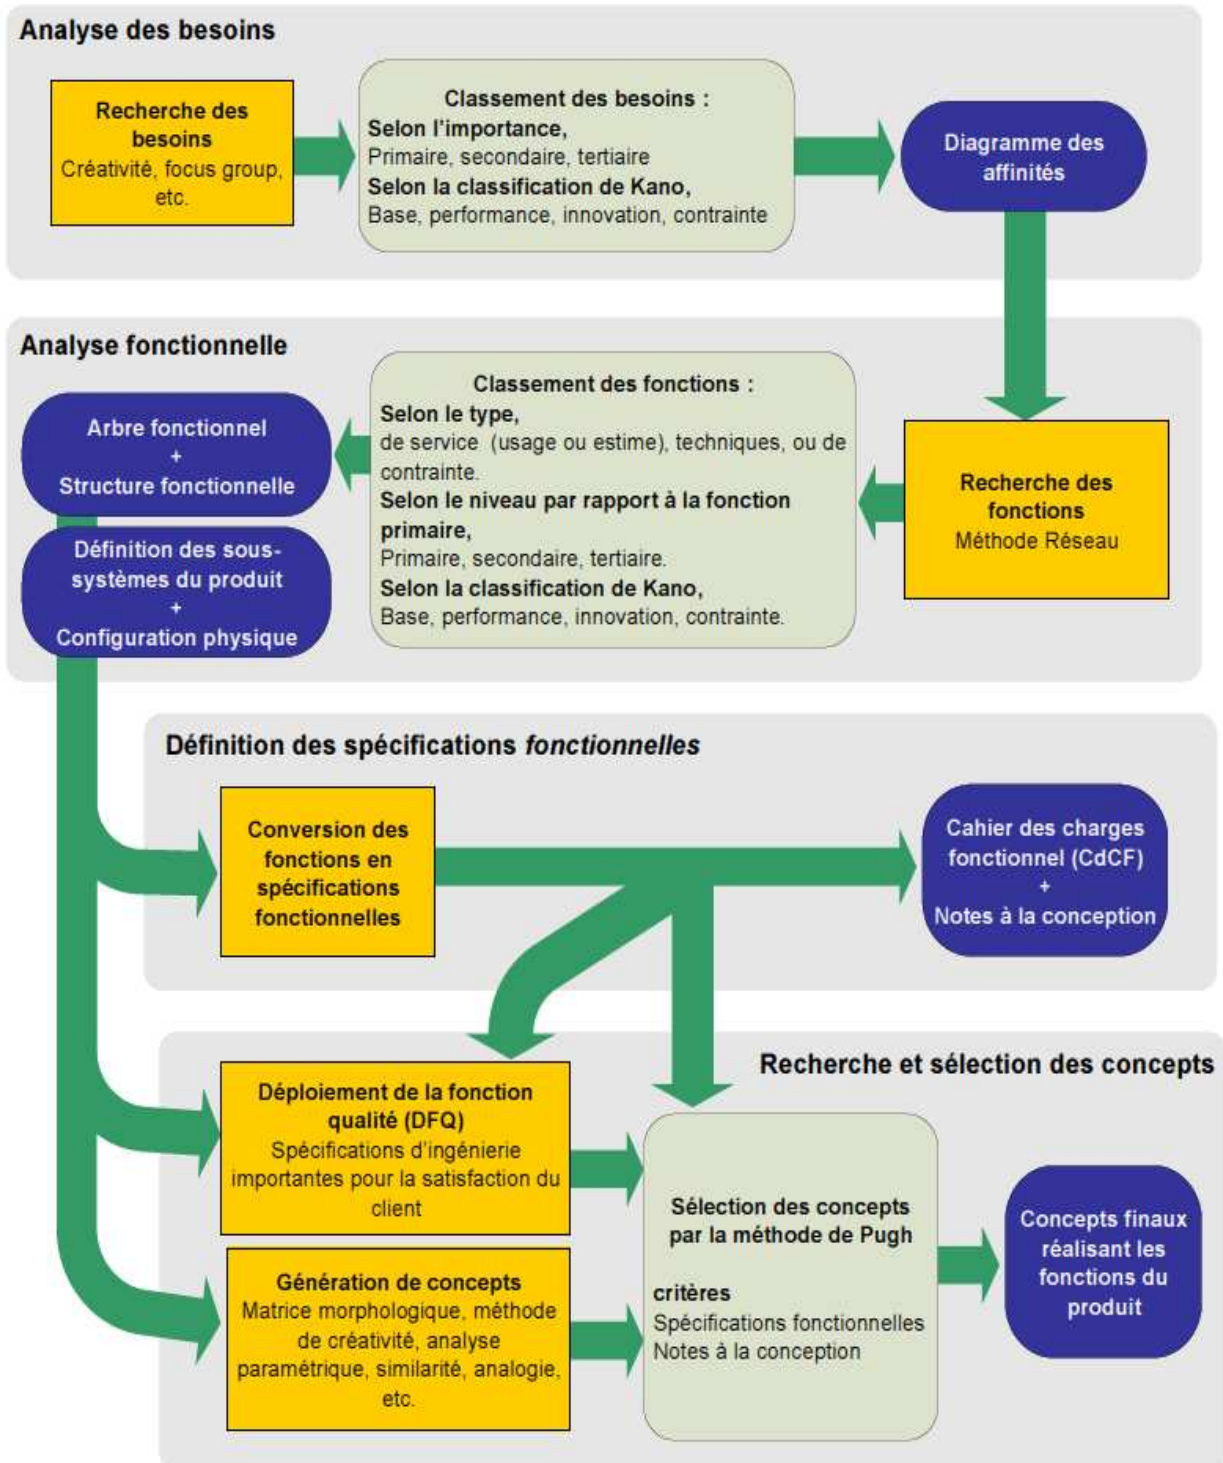 Analyse des besoins
Recherche des
besoins
Créativité, focus group,
etc.
Classement des besoins :
Selon l'importance,
Primaire, secondaire, tertiaire
Selon la classification de Kano,
Base, performance, innovation, contrainte
Diagramme des
affinités
Analyse fonctionnelle
Recherche des
fonctions
Méthode Réseau
Classement des fonctions :
Selon le type,
de service (usage ou estime), techniques, ou de
contrainte.
Selon le niveau par rapport à la fonction
primaire,
Primaire, secondaire, tertiaire.
Selon la classification de Kano,
Base, performance, innovation, contrainte.
Arbre fonctionnel
+
Structure fonctionnelle
Définition des sous-
systèmes du produit
+
Configuration physique
Définition des spécifications fonctionnelles
Conversion des
fonctions en
spécifications
fonctionnelles
Cahier des charges
fonctionnel (CdCF)
+
Notes à la conception
Recherche et sélection des concepts
Déploiement de la fonction
qualité (DFQ)
Spécifications d'ingénierie
importantes pour la satisfaction du
client
Génération de concepts
Matrice morphologique, méthode
de créativité, analyse
paramétrique, similarité, analogie,
etc.
Sélection des concepts
par la méthode de Pugh
critères
Spécifications fonctionnelles
Notes à la conception
Concepts finaux
réalisant les
fonctions du
produit